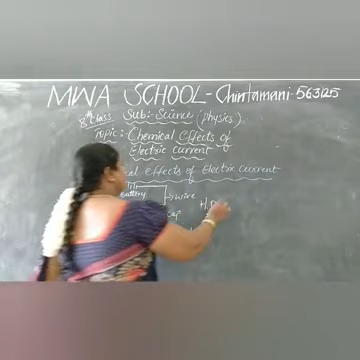 MWA SCHOOL - Chintamani-563125
8th Class Sub:- Science (physics)
Topic: Chemical Effects of
Electric Current
Effects of Electric Current
Battery
→ wire